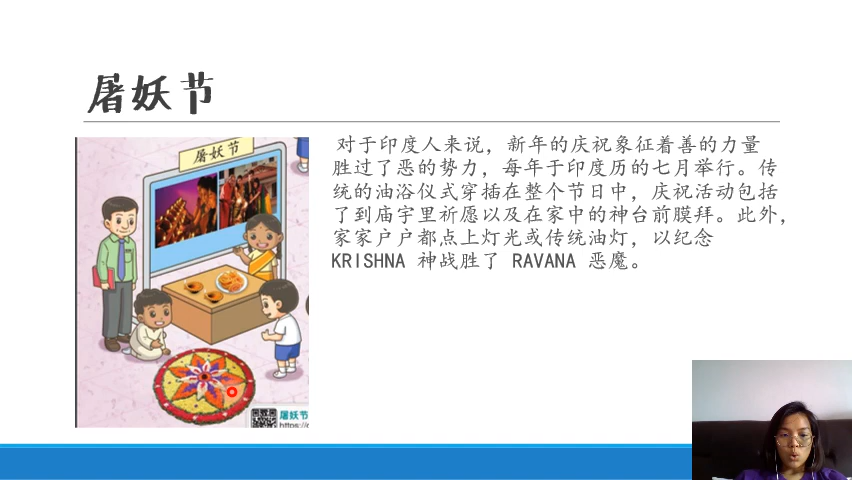 屠妖节
屠妖节
对于印度人来说，新年的庆祝象征着善的力量
胜过了恶的势力，每年于印度历的七月举行。传
统的油浴仪式穿插在整个节日中，庆祝活动包括
了到庙宇里祈愿以及在家中的神台前膜拜。此外，
家家户户都点上灯光或传统油灯，以纪念
KRISHNA 神战胜了 RAVANA 恶魔。
屠妖节
https://